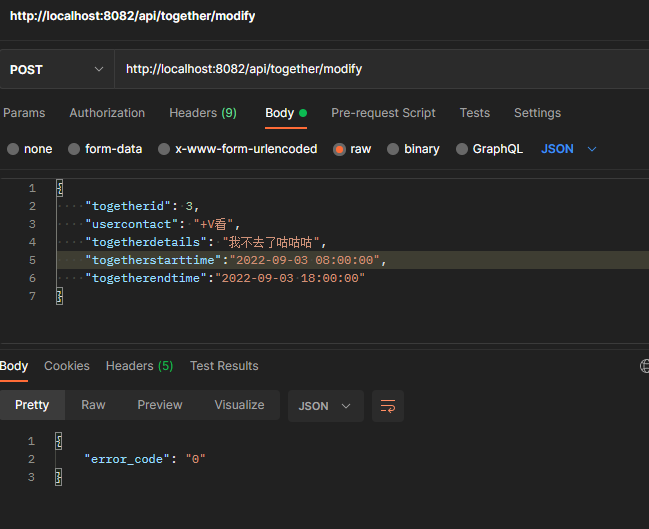 http://localhost:8082/api/together/modify
POST http://localhost:8082/api/together/modify
Params Authorization Headers (9) Body Pre-request Script Tests Settings
none form-data x-www-form-urlencoded raw binary GraphQL JSON
1 {
2 "togetherid": 3,
3 "usercontact": "+V看",
4 "togetherdetails": "我不去了咕咕咕",
5 "togetherstarttime":"2022-09-03 08:00:00",
6 "togetherendtime":"2022-09-03 18:00:00"
7 }
Body Cookies Headers (5) Test Results
Pretty Raw Preview Visualize JSON
1 {
2 "error_code": "0"
3 }